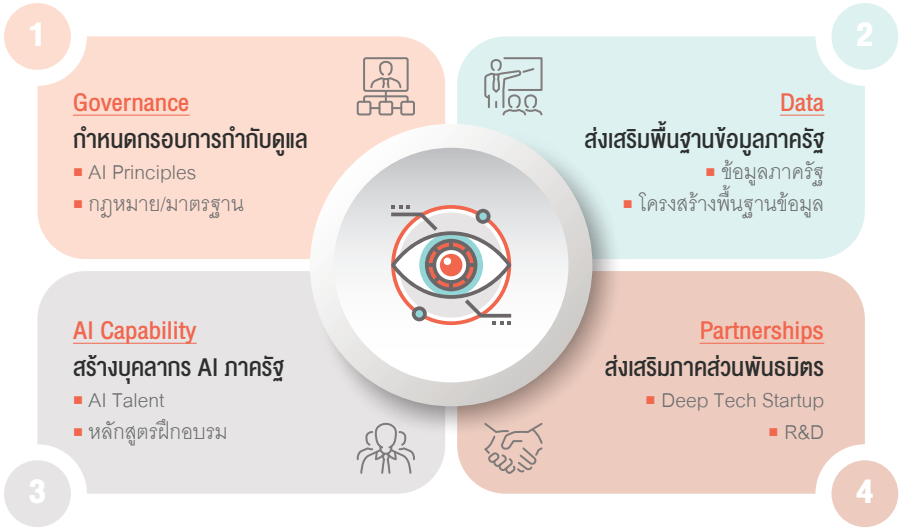 1
Governance
กำหนดกรอบการกำกับดูแล
▪ AI Principles
▪ กฎหมาย/มาตรฐาน
2
Data
ส่งเสริมพื้นฐานข้อมูลภาครัฐ
▪ ข้อมูลภาครัฐ
▪ โครงสร้างพื้นฐานข้อมูล
3
AI Capability
สร้างบุคลากร AI ภาครัฐ
▪ AI Talent
▪ หลักสูตรฝึกอบรม
4
Partnerships
ส่งเสริมภาคส่วนพันธมิตร
▪ Deep Tech Startup
▪ R&D